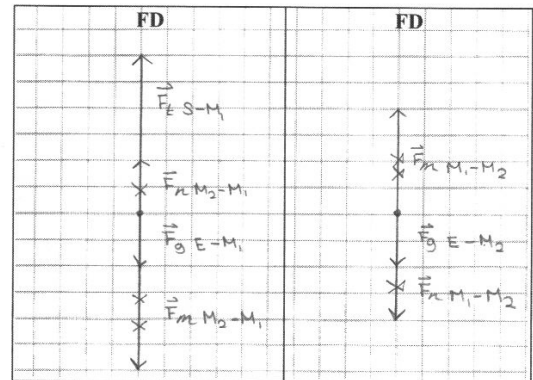 FD
F⃗t S-M₁
F⃗n M₂-M₁
F⃗g E-M₁
F⃗m M₂-M₁
FD
F⃗m M₁-M₂
F⃗g E-M₂
F⃗n M₁-M₂